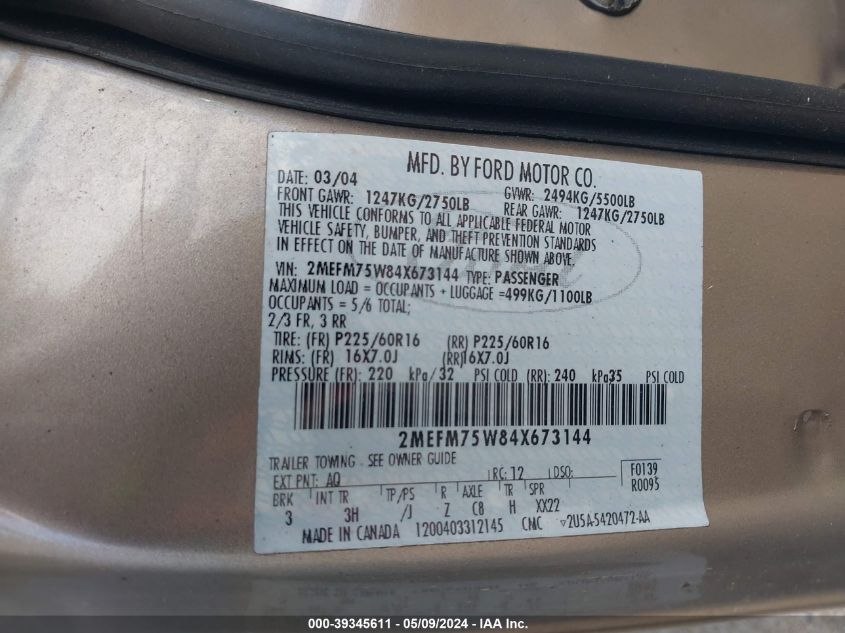 MFD. BY FORD MOTOR CO.
DATE: 03/04 GVWR: 2494KG/5500LB
FRONT GAWR: 1247KG/2750LB REAR GAWR: 1247KG/2750LB
THIS VEHICLE CONFORMS TO ALL APPLICABLE FEDERAL MOTOR
VEHICLE SAFETY, BUMPER, AND THEFT PREVENTION STANDARDS
IN EFFECT ON THE DATE OF MANUFACTURE SHOWN ABOVE.
VIN: 2MEFM75W84X673144 TYPE: PASSENGER
MAXIMUM LOAD = OCCUPANTS + LUGGAGE =499KG/1100LB
OCCUPANTS = 5/6 TOTAL;
2/3 FR, 3 RR
TIRE: (FR) P225/60R16 (RR) P225/60R16
RIMS: (FR) 16X7.0J (RR)16X7.0J
PRESSURE (FR): 220 kPa/32 PSI COLD (RR): 240 kPa35 PSI COLD
2MEFM75W84X673144
TRAILER TOWING - SEE OWNER GUIDE
EXT PNT: AQ RC: 12 DSO: F0139
R0095
BRK INT TR TP/PS R AXLE TR SPR
3 3H /J Z CB H XX22
MADE IN CANADA 1200403312145 CMC ▽2U5A-5420472-AA
000-39345611 - 05/09/2024 - IAA Inc.